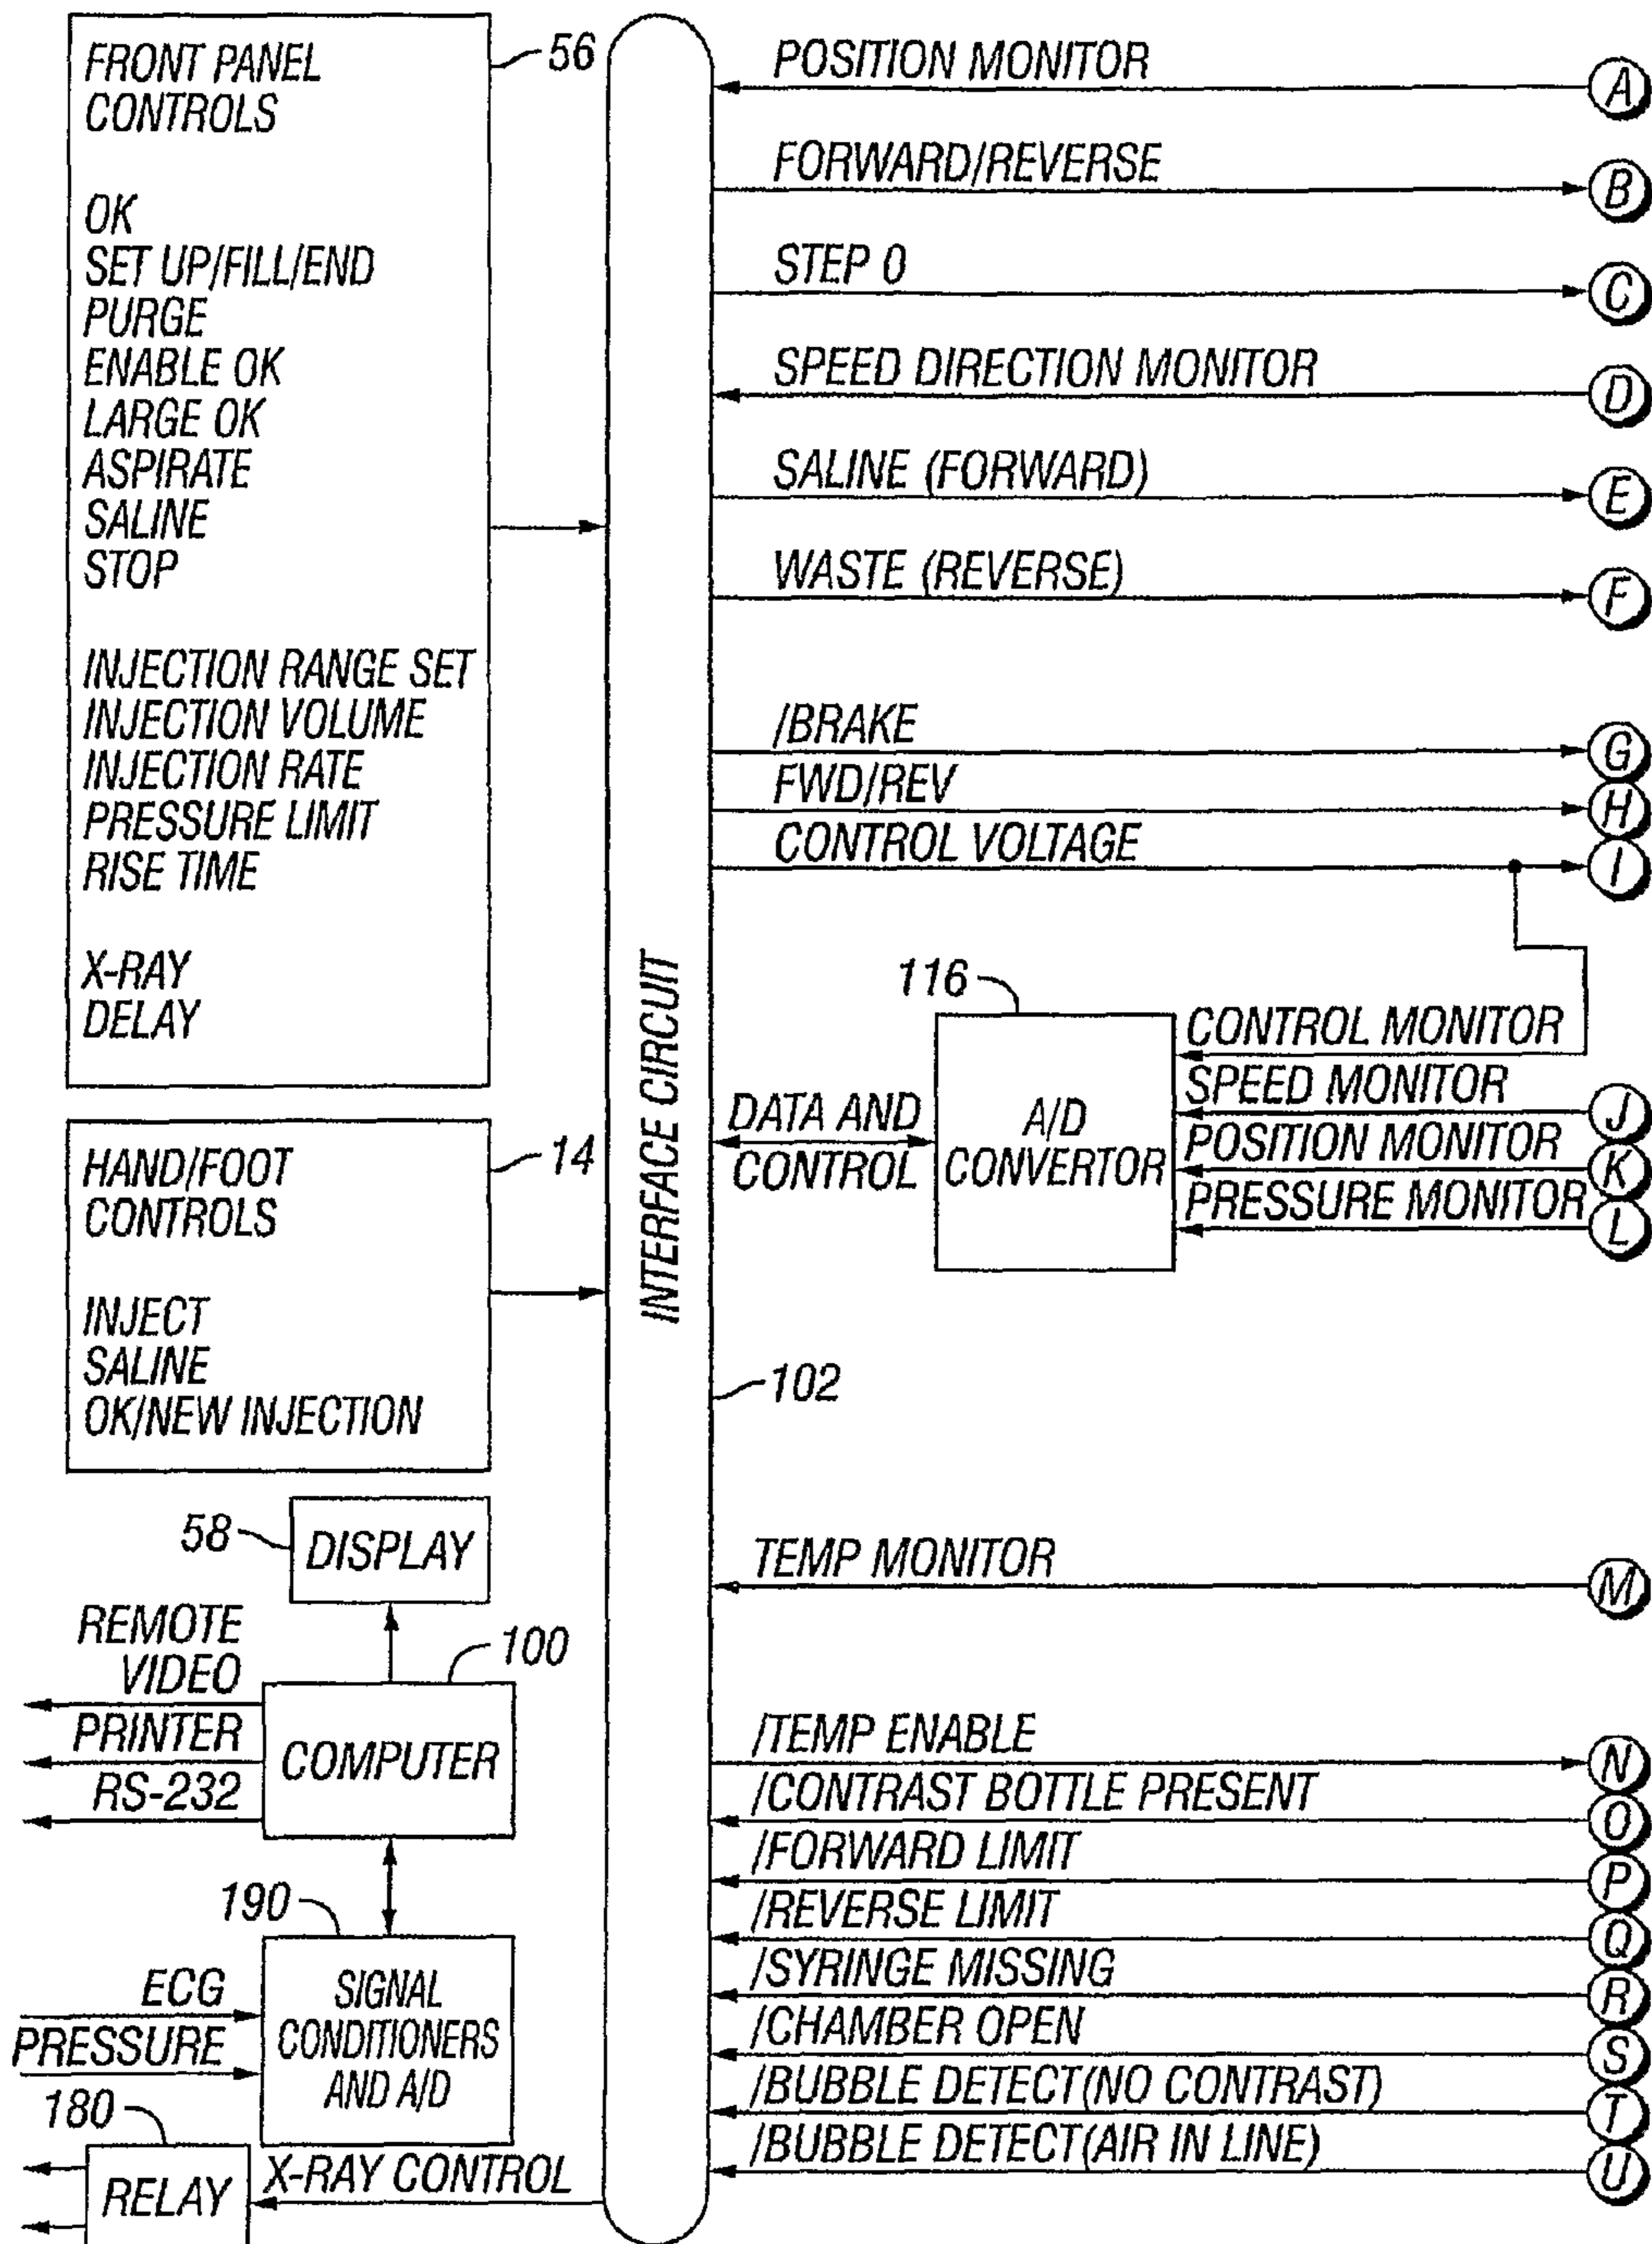 FRONT PANEL
CONTROLS
56
OK
SET UP/FILL/END
PURGE
ENABLE OK
LARGE OK
ASPIRATE
SALINE
STOP
INJECTION RANGE SET
INJECTION VOLUME
INJECTION RATE
PRESSURE LIMIT
RISE TIME
X-RAY
DELAY
HAND/FOOT
CONTROLS
14
INJECT
SALINE
OK/NEW INJECTION
58
DISPLAY
REMOTE
VIDEO
PRINTER
RS-232
100
COMPUTER
190
ECG
PRESSURE
SIGNAL
CONDITIONERS
AND A/D
180
RELAY
X-RAY CONTROL
INTERFACE CIRCUIT
102
POSITION MONITOR
A
FORWARD/REVERSE
B
STEP 0
C
SPEED DIRECTION MONITOR
D
SALINE (FORWARD)
E
WASTE (REVERSE)
F
/BRAKE
G
FWD/REV
H
CONTROL VOLTAGE
I
116
DATA AND
CONTROL
A/D
CONVERTOR
CONTROL MONITOR
SPEED MONITOR
J
POSITION MONITOR
K
PRESSURE MONITOR
L
TEMP MONITOR
M
/TEMP ENABLE
N
/CONTRAST BOTTLE PRESENT
O
/FORWARD LIMIT
P
/REVERSE LIMIT
Q
/SYRINGE MISSING
R
/CHAMBER OPEN
S
/BUBBLE DETECT(NO CONTRAST)
T
/BUBBLE DETECT(AIR IN LINE)
U